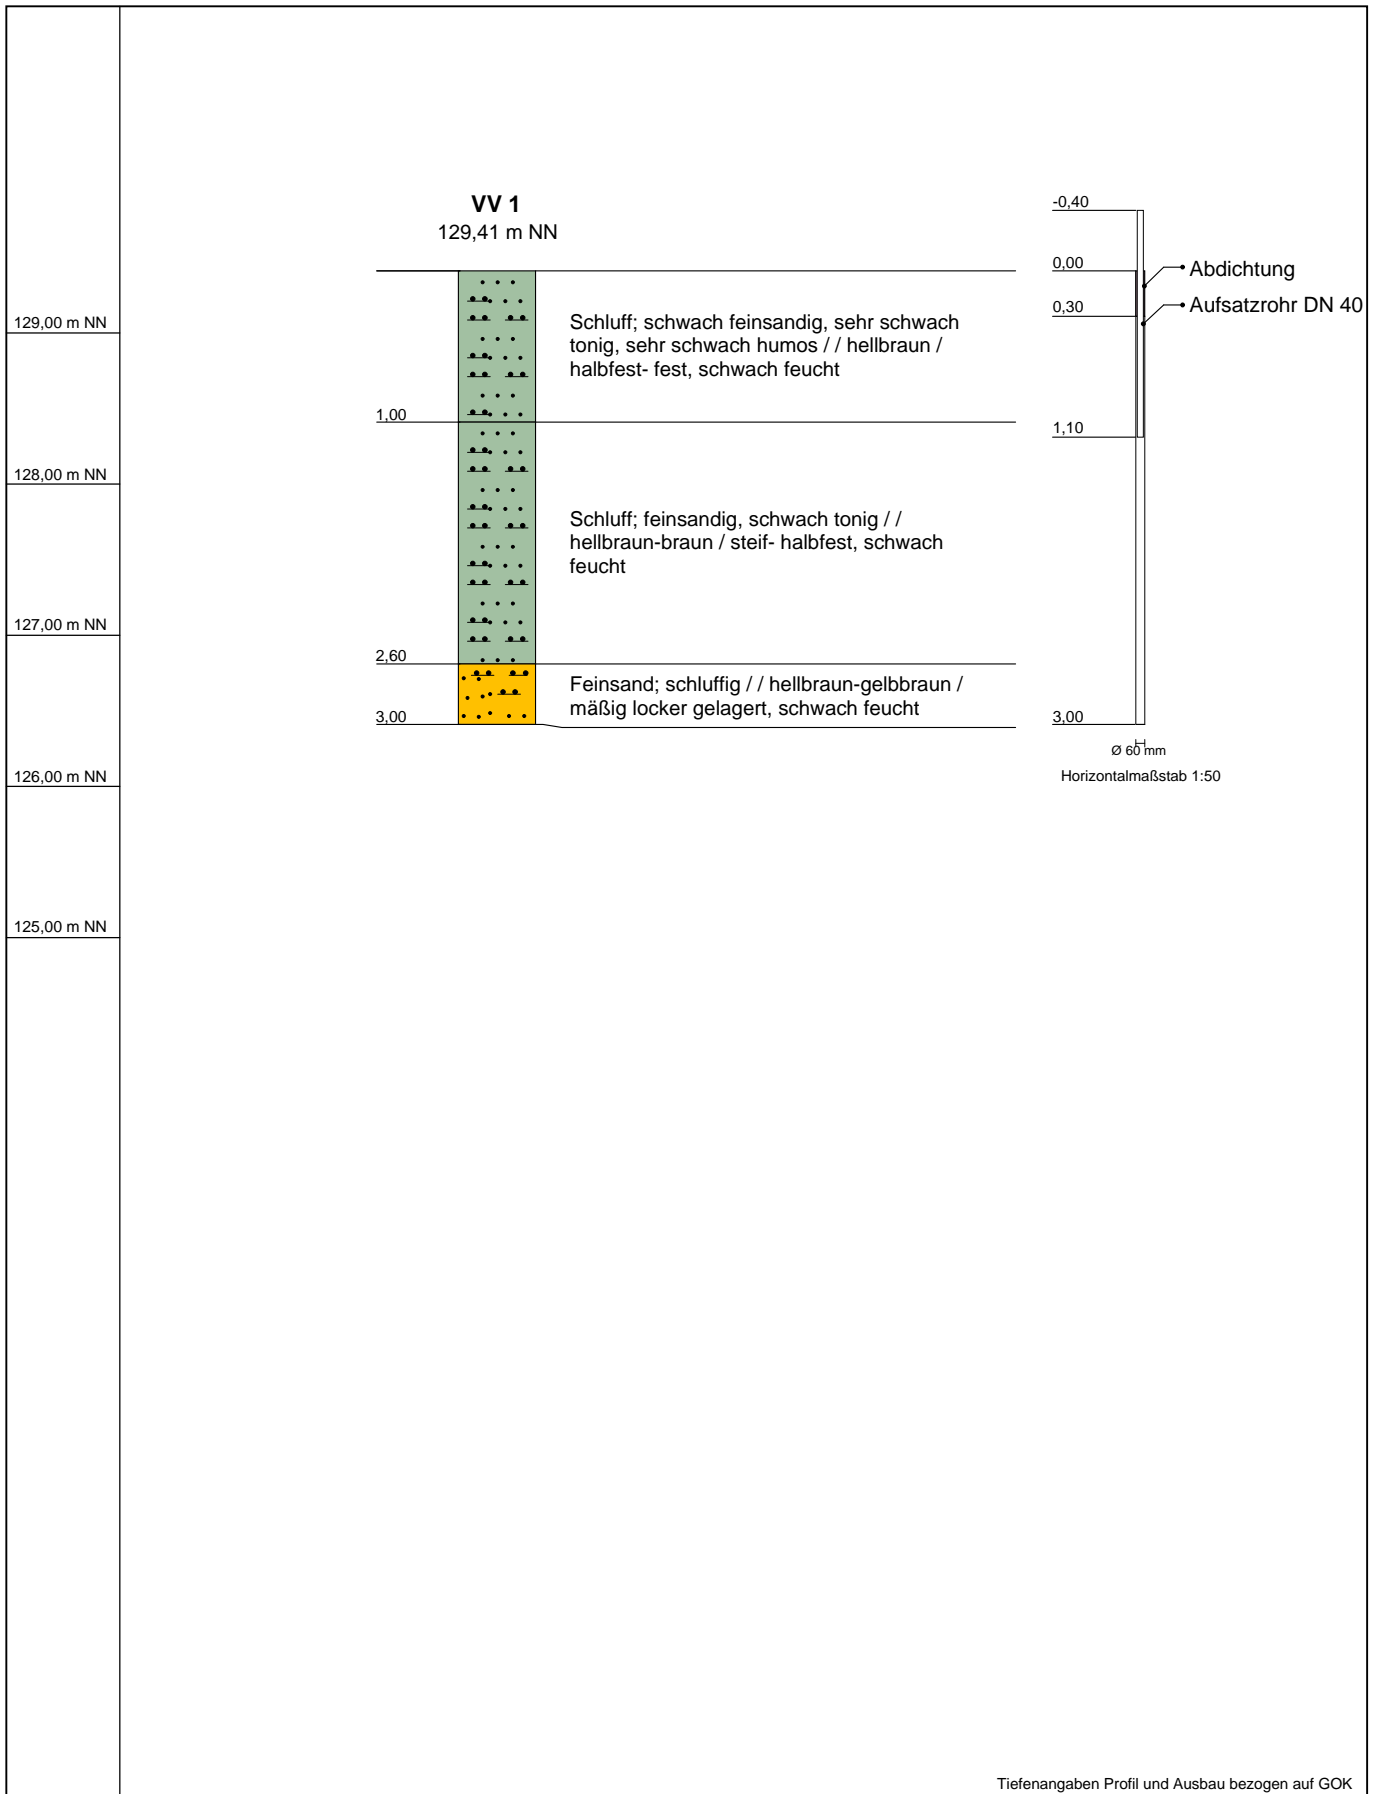 VV 1
129,41 m NN
129,00 m NN
128,00 m NN
127,00 m NN
126,00 m NN
125,00 m NN
1,00
2,60
3,00
Schluff; schwach feinsandig, sehr schwach
tonig, sehr schwach humos / / hellbraun /
halbfest- fest, schwach feucht
Schluff; feinsandig, schwach tonig / /
hellbraun-braun / steif- halbfest, schwach
feucht
Feinsand; schluffig / / hellbraun-gelbbraun /
mäßig locker gelagert, schwach feucht
-0,40
0,00
0,30
1,10
3,00
Abdichtung
Aufsatzrohr DN 40
Ø 60 mm
Horizontalmaßstab 1:50
Tiefenangaben Profil und Ausbau bezogen auf GOK